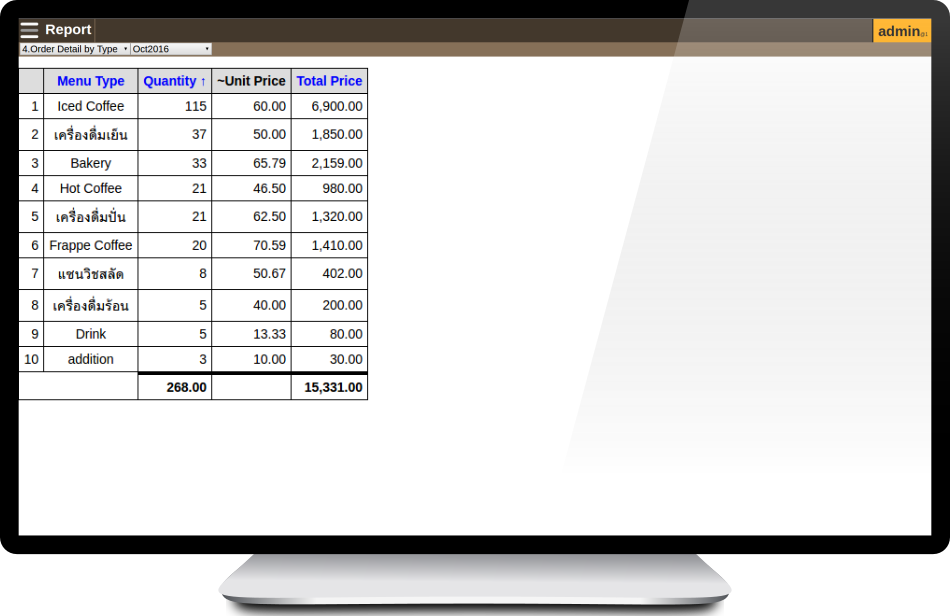 Report admin
4.Order Detail by Type Oct2016
Menu Type Quantity ↑ ~Unit Price Total Price
1 Iced Coffee 115 60.00 6,900.00
2 เครื่องดื่มเย็น 37 50.00 1,850.00
3 Bakery 33 65.79 2,159.00
4 Hot Coffee 21 46.50 980.00
5 เครื่องดื่มปั่น 21 62.50 1,320.00
6 Frappe Coffee 20 70.59 1,410.00
7 แซนวิชสลัด 8 50.67 402.00
8 เครื่องดื่มร้อน 5 40.00 200.00
9 Drink 5 13.33 80.00
10 addition 3 10.00 30.00
268.00 15,331.00